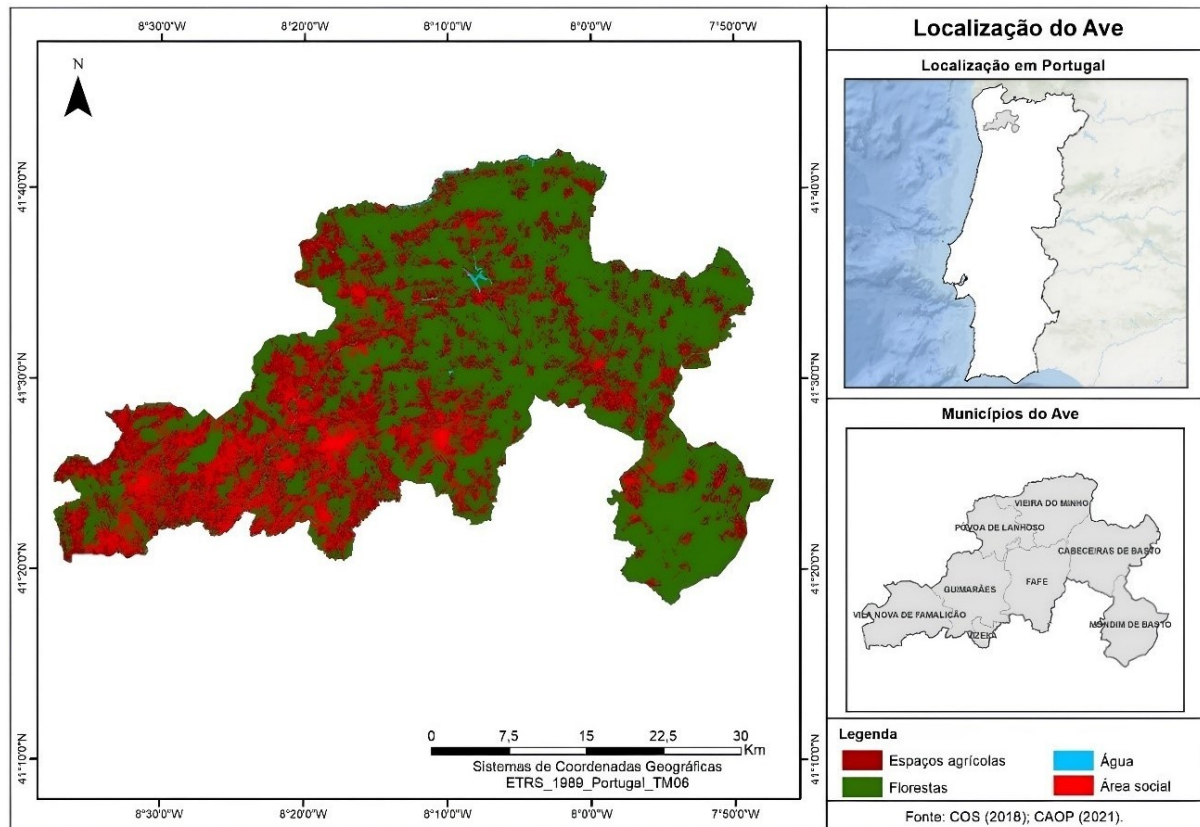 8°30'0"W 8°20'0"W 8°10'0"W 8°0'0"W 7°50'0"W
N
41°40'0"N 41°40'0"N
41°30'0"N 41°30'0"N
41°20'0"N 41°20'0"N
41°10'0"N 41°10'0"N
0 7,5 15 22,5 30
Km
Sistemas de Coordenadas Geográficas
ETRS_1989_Portugal_TM06
8°30'0"W 8°20'0"W 8°10'0"W 8°0'0"W 7°50'0"W
Localização do Ave
Localização em Portugal
Municípios do Ave
VIEIRA DO MINHO
PÓVOA DE LANHOSO
CABECEIRAS DE BASTO
FAFE
GUIMARÃES
VILA NOVA DE FAMALICÃO
MONDIM DE BASTO
VIZELA
Legenda
Espaços agrícolas Água
Florestas Área social
Fonte: COS (2018); CAOP (2021).